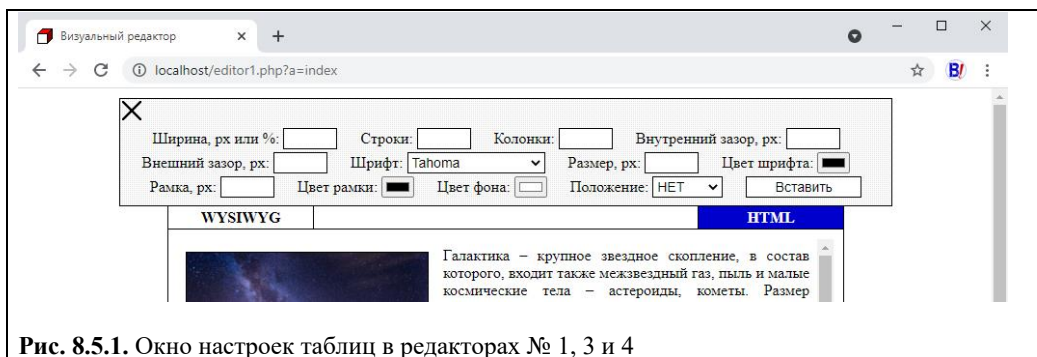 Визуальный редактор
localhost/editor1.php?a=index
B!
Ширина, px или %: Строки: Колонки: Внутренний зазор, px:
Внешний зазор, px: Шрифт: Tahoma Размер, px: Цвет шрифта:
Рамка, px: Цвет рамки: Цвет фона: Положение: НЕТ Вставить
WYSIWYG HTML
Галактика – крупное звездное скопление, в состав
которого, входит также межзвездный газ, пыль и малые
космические тела – астероиды, кометы. Размер
Рис. 8.5.1. Окно настроек таблиц в редакторах № 1, 3 и 4